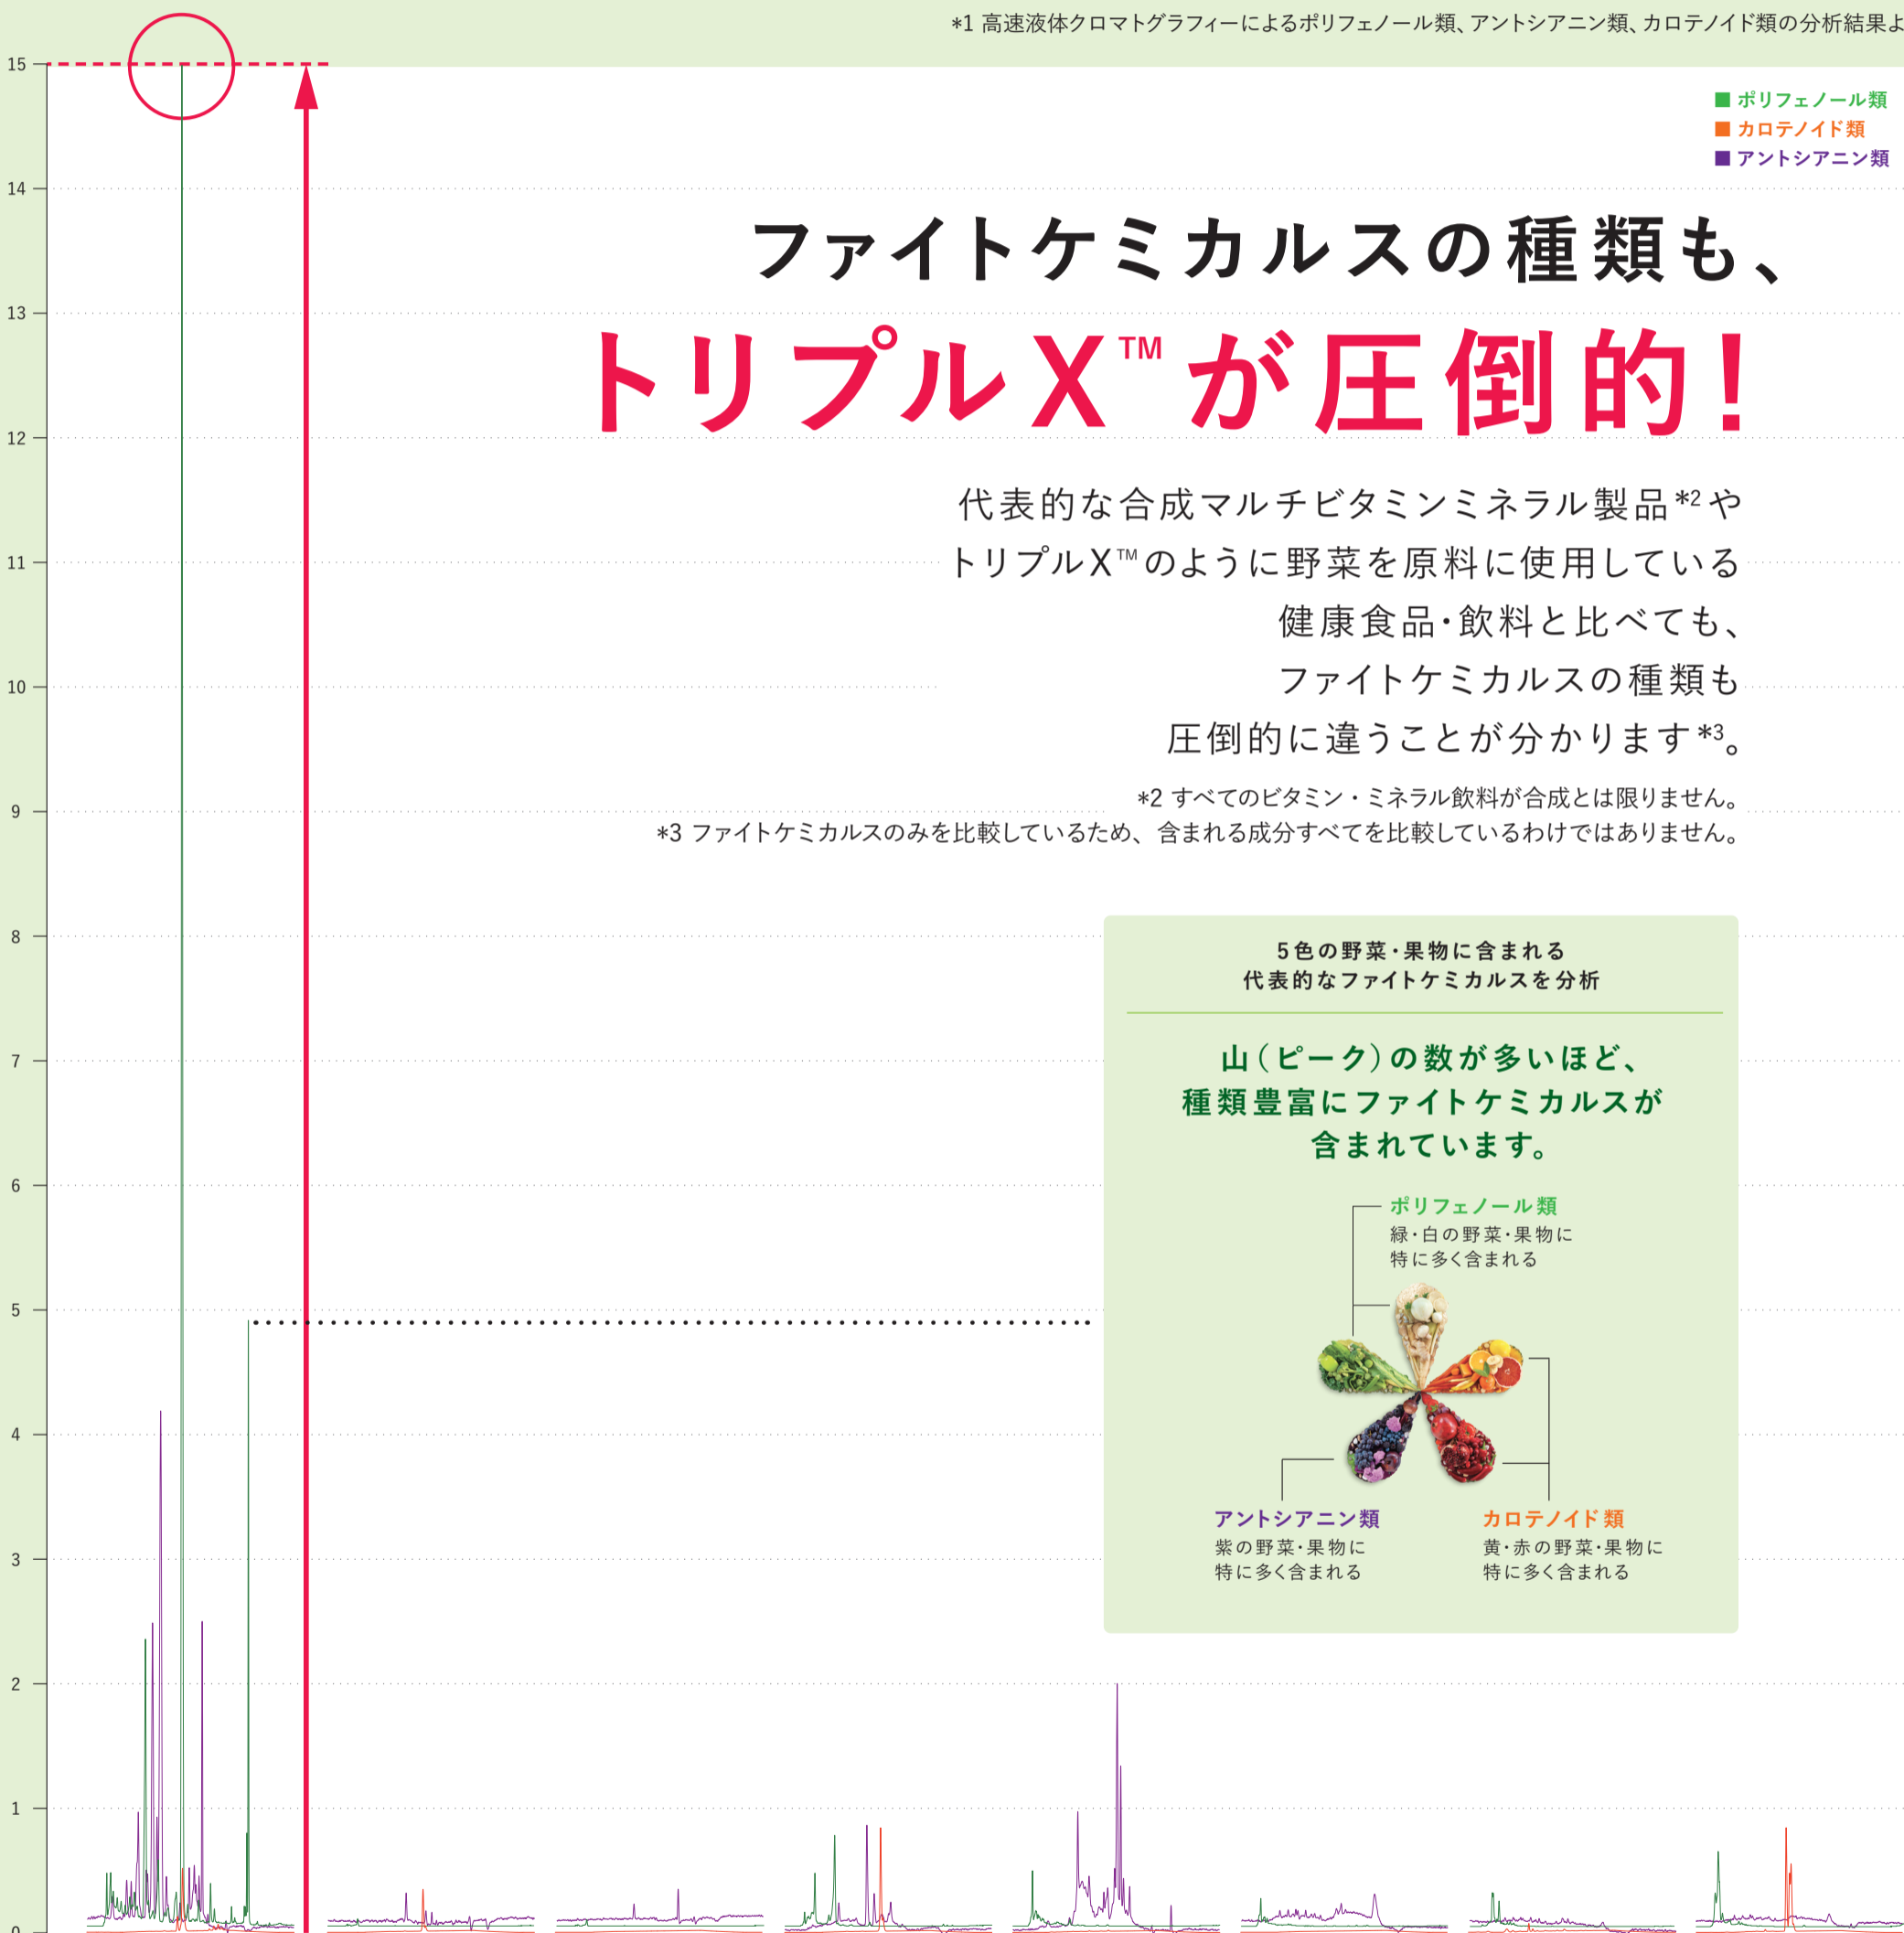 *1 高速液体クロマトグラフィーによるポリフェノール類、アントシアニン類、カロテノイド類の分析結果よ
ポリフェノール類
カロテノイド類
アントシアニン類
ファイトケミカルスの種類も、
トリプルX™が圧倒的！
代表的な合成マルチビタミンミネラル製品*2や
トリプルX™のように野菜を原料に使用している
健康食品・飲料と比べても、
ファイトケミカルスの種類も
圧倒的に違うことが分かります*3。
*2 すべてのビタミン・ミネラル飲料が合成とは限りません。
*3 ファイトケミカルスのみを比較しているため、含まれる成分すべてを比較しているわけではありません。
5色の野菜・果物に含まれる
代表的なファイトケミカルスを分析
山（ピーク）の数が多いほど、
種類豊富にファイトケミカルスが
含まれています。
ポリフェノール類
緑・白の野菜・果物に
特に多く含まれる
アントシアニン類
紫の野菜・果物に
特に多く含まれる
カロテノイド類
黄・赤の野菜・果物に
特に多く含まれる
15
14
13
12
11
10
9
8
7
6
5
4
3
2
1
0